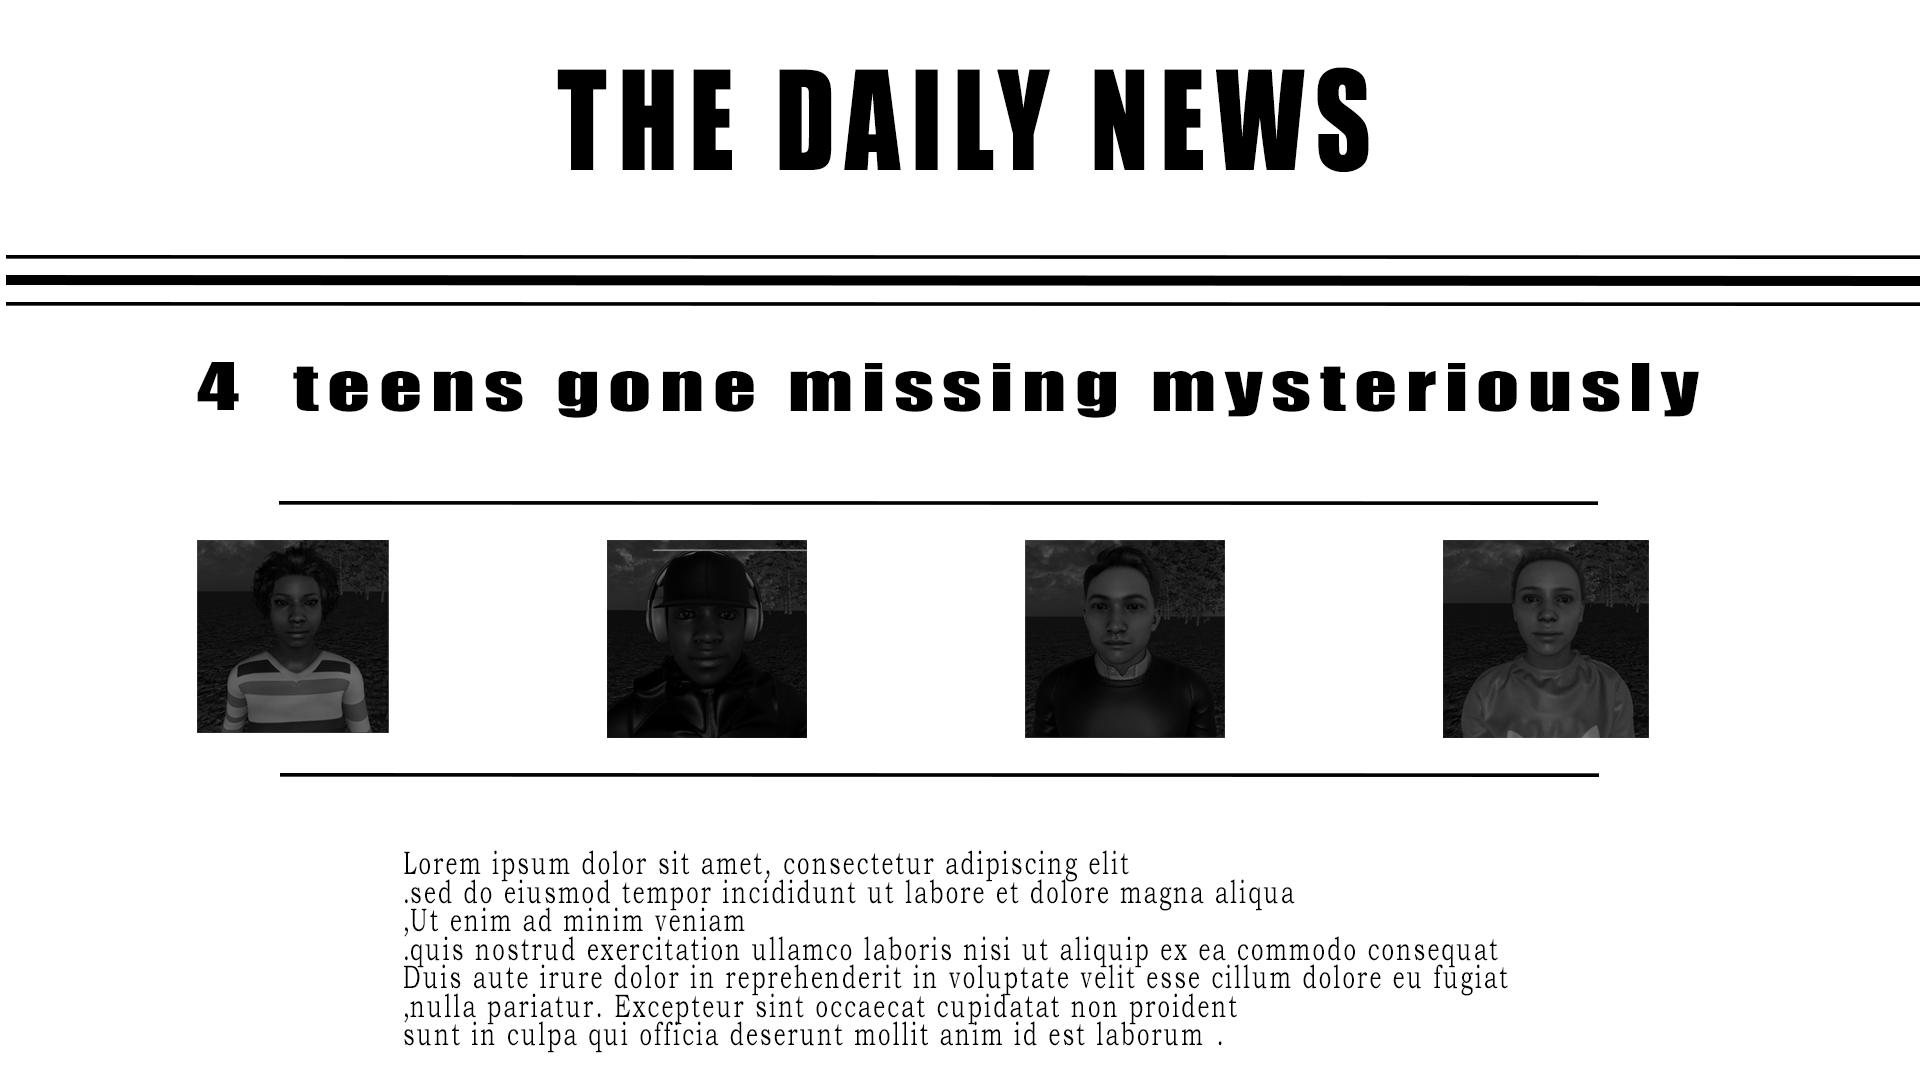 THE DAILY NEWS
4 teens gone missing mysteriously
Lorem ipsum dolor sit amet, consectetur adipiscing elit
.sed do eiusmod tempor incididunt ut labore et dolore magna aliqua
,Ut enim ad minim veniam
.quis nostrud exercitation ullamco laboris nisi ut aliquip ex ea commodo consequat
Duis aute irure dolor in reprehenderit in voluptate velit esse cillum dolore eu fugiat
,nulla pariatur. Excepteur sint occaecat cupidatat non proident
sunt in culpa qui officia deserunt mollit anim id est laborum .